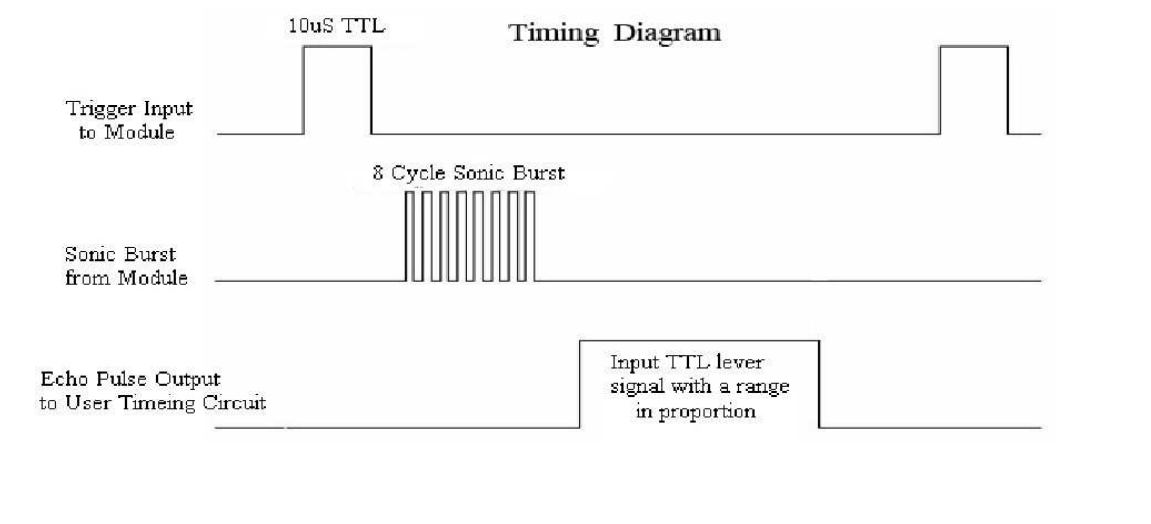 10uS TTL
Timing Diagram
Trigger Input
to Module
8 Cycle Sonic Burst
Sonic Burst
from Module
Echo Pulse Output
to User Timeing Circuit
Input TTL lever
signal with a range
in proportion